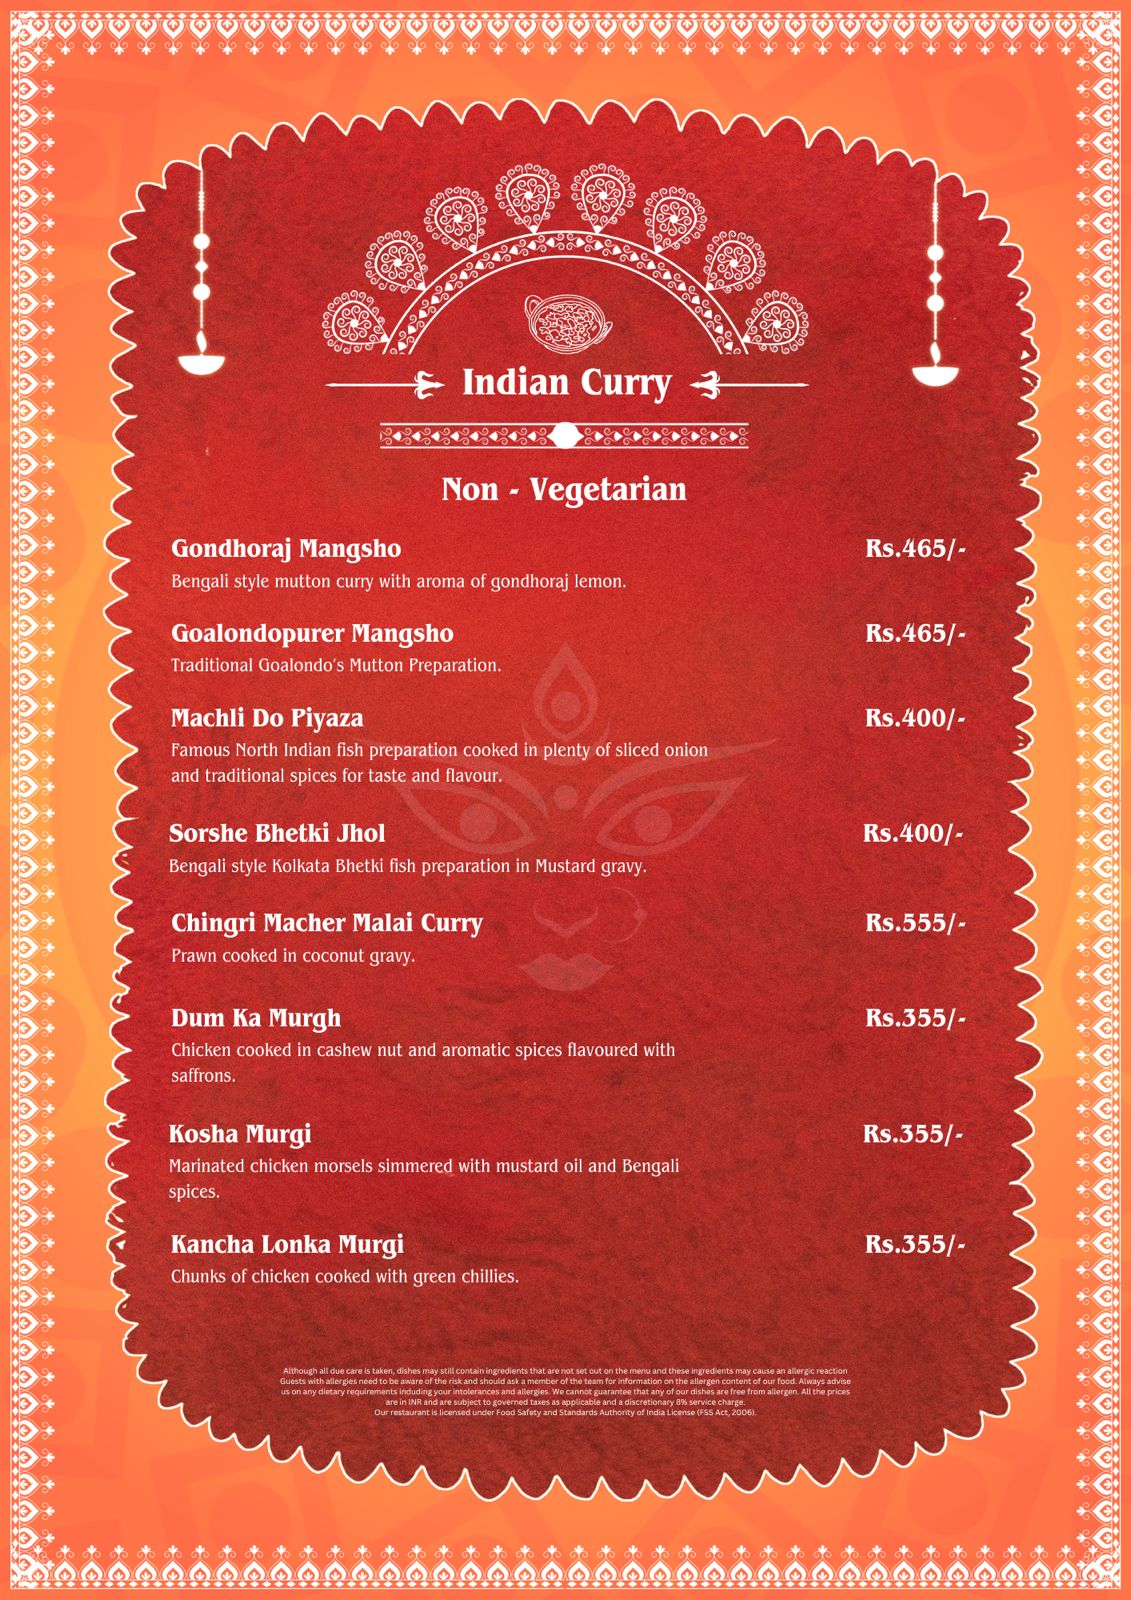 Indian Curry
Non - Vegetarian
Gondhoraj Mangsho Rs.465/-
Bengali style mutton curry with aroma of gondhoraj lemon.
Goalondopurer Mangsho Rs.465/-
Traditional Goalondo's Mutton Preparation.
Machli Do Piyaza Rs.400/-
Famous North Indian fish preparation cooked in plenty of sliced onion
and traditional spices for taste and flavour.
Sorshe Bhetki Jhol Rs.400/-
Bengali style Kolkata Bhetki fish preparation in Mustard gravy.
Chingri Macher Malai Curry Rs.555/-
Prawn cooked in coconut gravy.
Dum Ka Murgh Rs.355/-
Chicken cooked in cashew nut and aromatic spices flavoured with
saffrons.
Kosha Murgi Rs.355/-
Marinated chicken morsels simmered with mustard oil and Bengali
spices.
Kancha Lonka Murgi Rs.355/-
Chunks of chicken cooked with green chillies.
Although all due care is taken, dishes may still contain ingredients that are not set out on the menu and these ingredients may cause an allergic reaction
Guests with allergies need to be aware of the risk and should ask a member of the team for information on the allergen content of our food. Always advise
us on any dietary requirements including your intolerances and allergies. We cannot guarantee that any of our dishes are free from allergen. All the prices
are in INR and are subject to governed taxes as applicable and a discretionary 8% service charge.
Our restaurant is licensed under Food Safety and Standards Authority of India License (FSS Act, 2006).